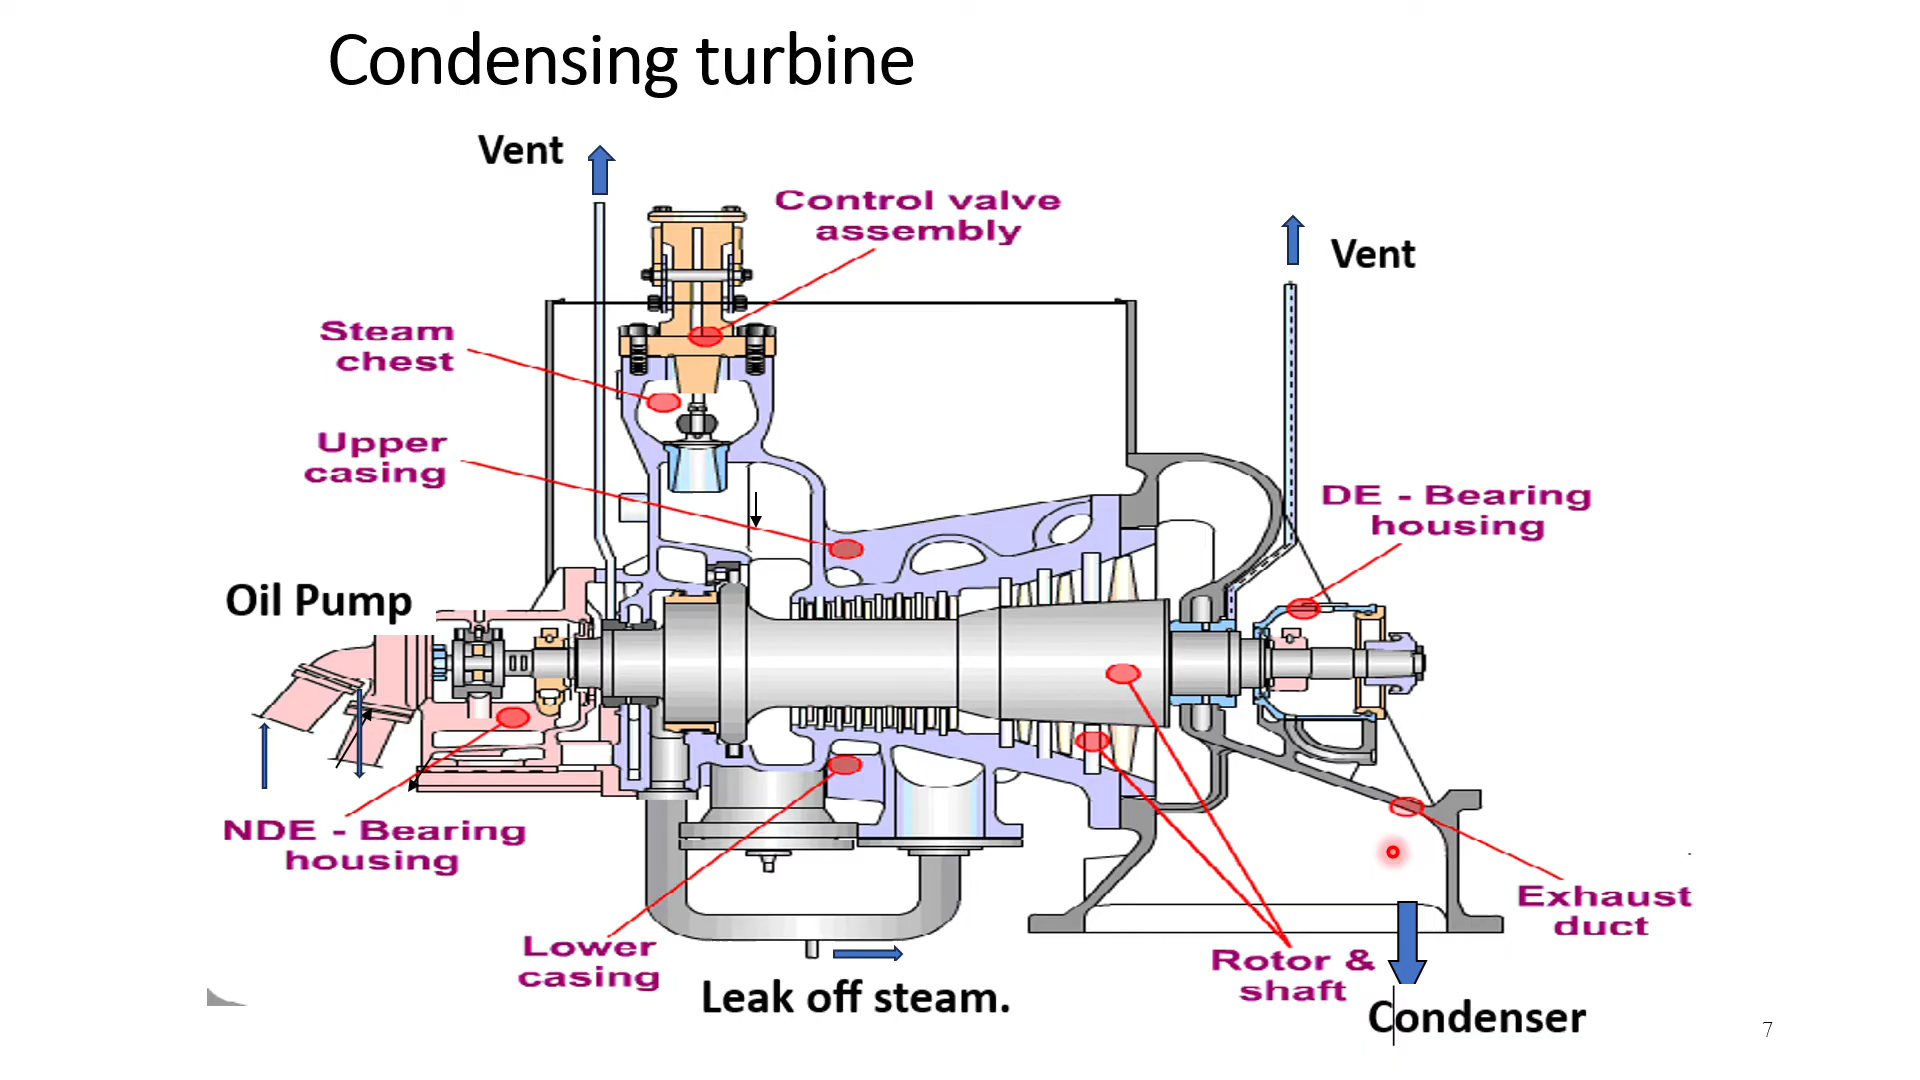 Condensing turbine
Vent
Control valve
assembly
Vent
Steam
chest
Upper
casing
DE - Bearing
housing
Oil Pump
NDE - Bearing
housing
Exhaust
duct
Lower
casing
Rotor &
shaft
Leak off steam.
Condenser
7